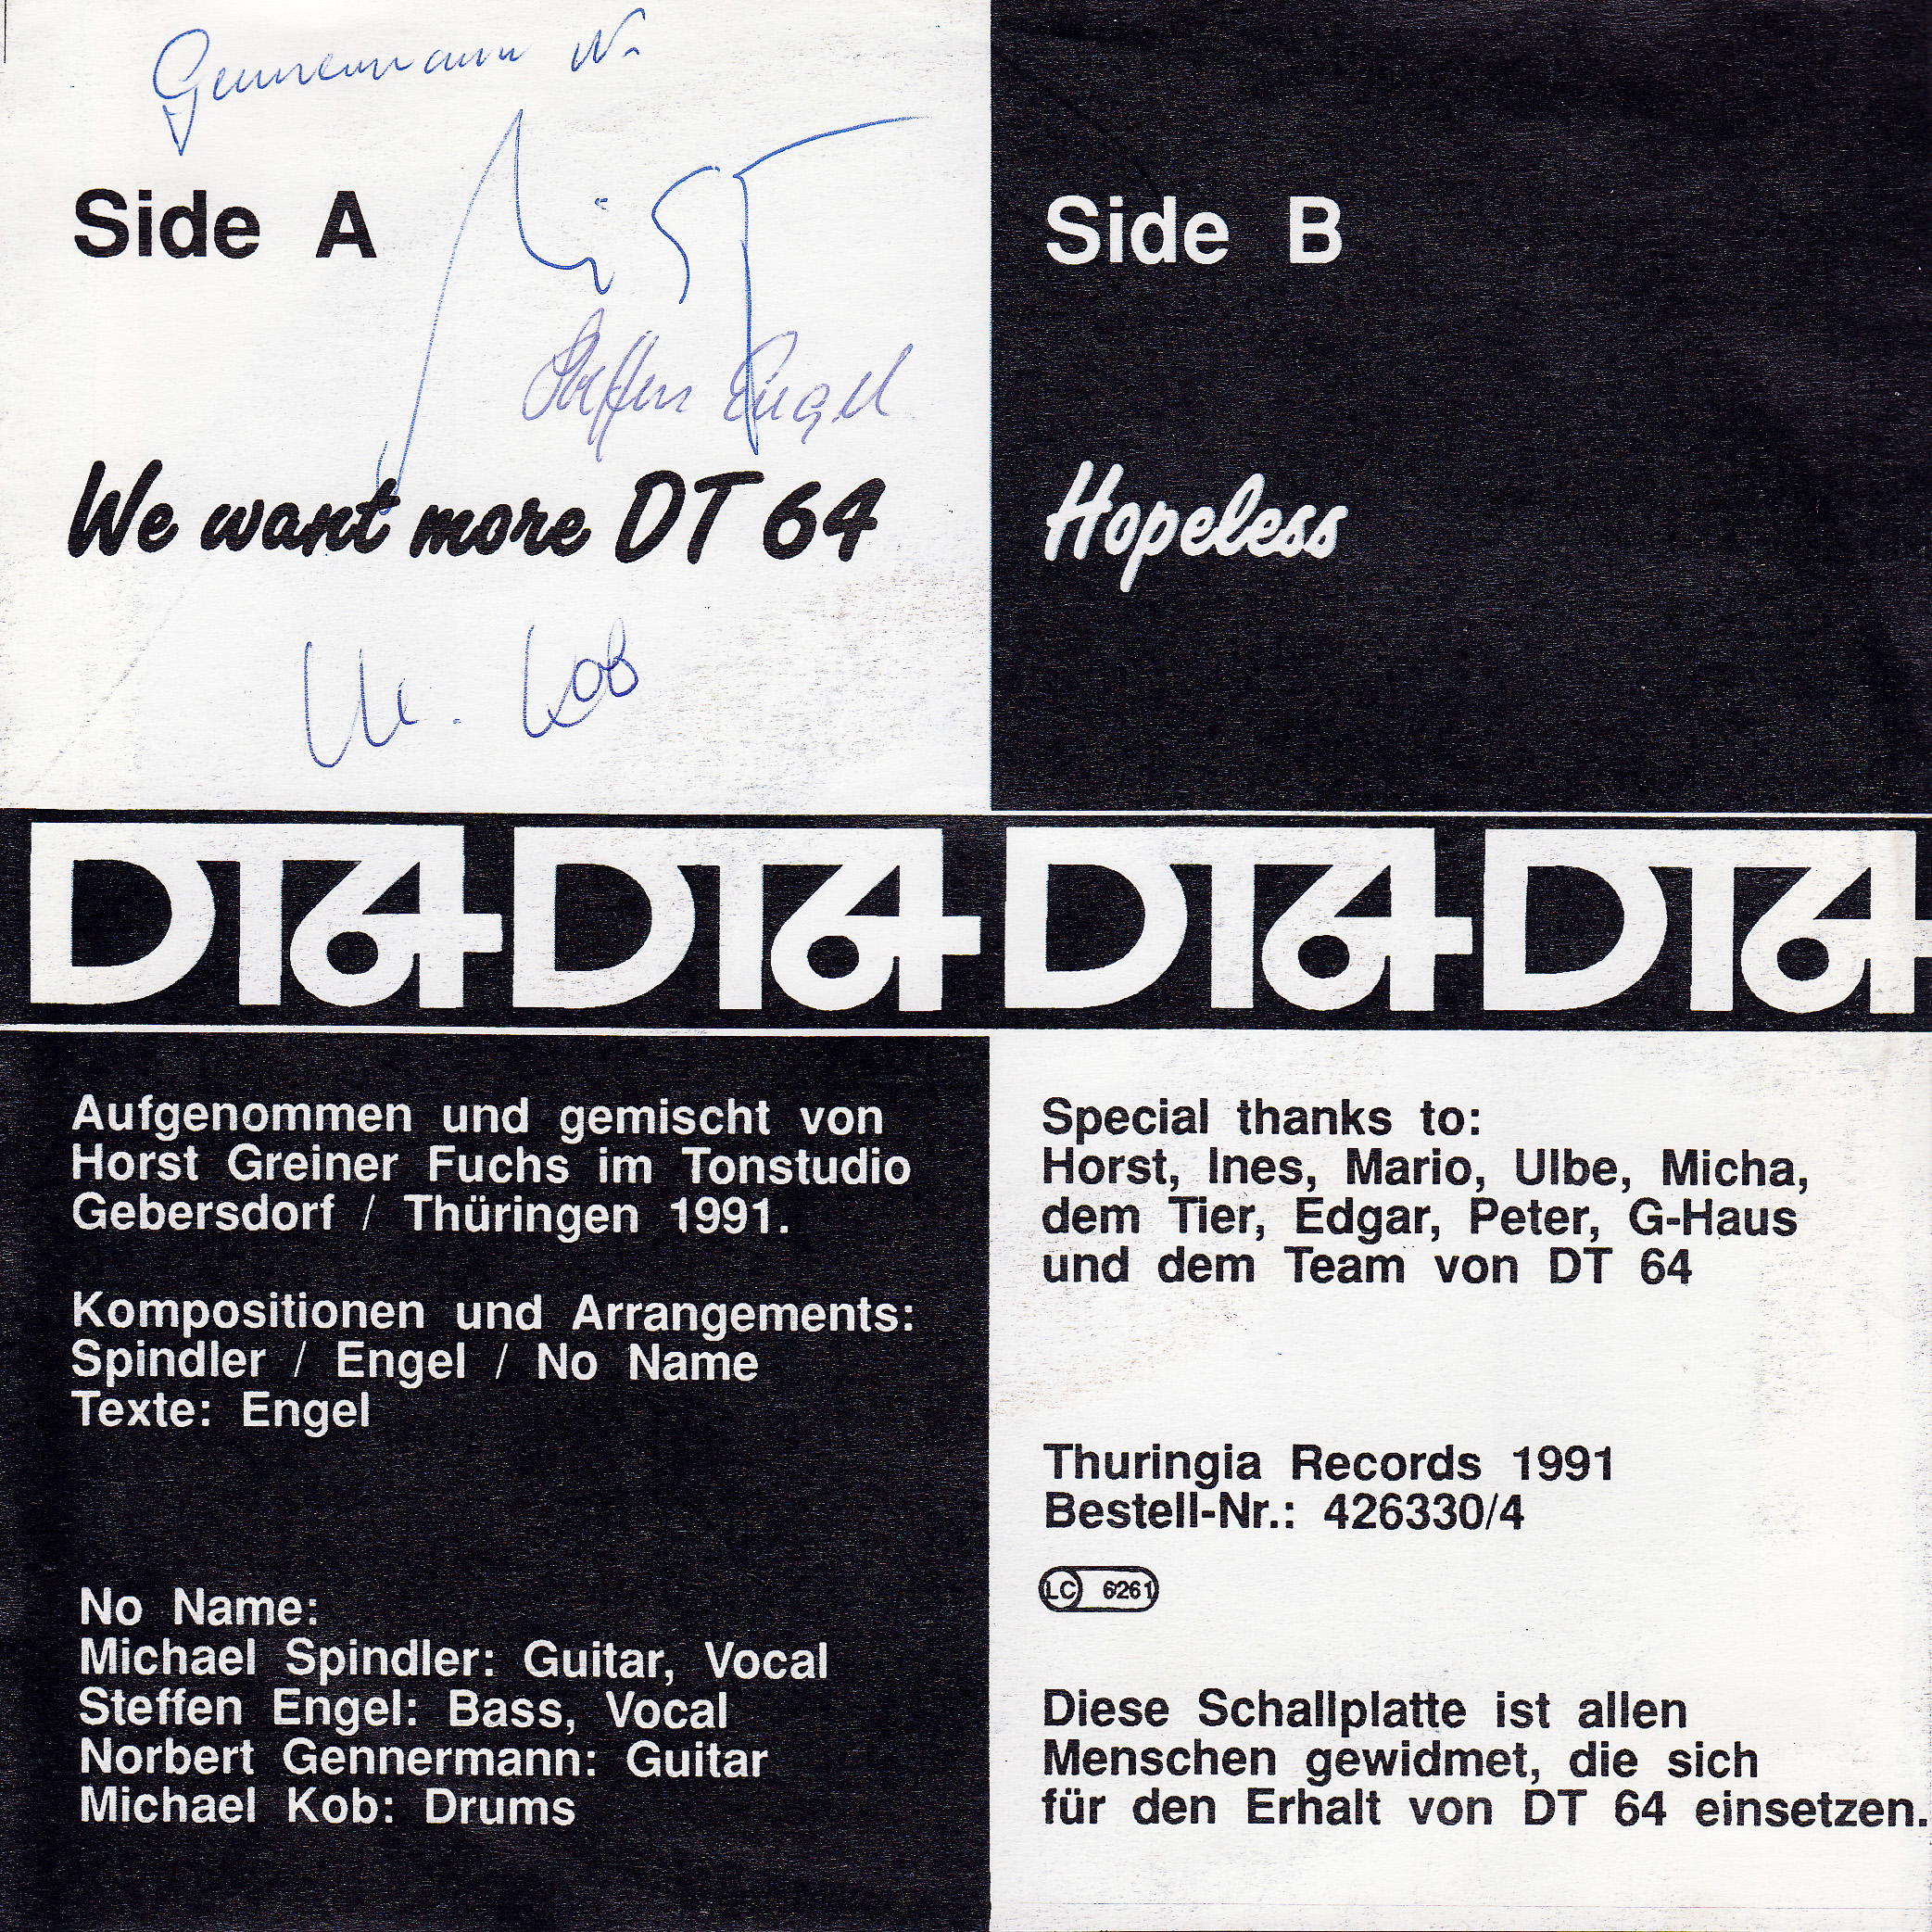 Gennermann N.
Side A
Steffen Engel
We want more DT 64
M. Kob
Side B
Hopeless
DT64 DT64 DT64 DT64
Aufgenommen und gemischt von
Horst Greiner Fuchs im Tonstudio
Gebersdorf / Thüringen 1991.
Kompositionen und Arrangements:
Spindler / Engel / No Name
Texte: Engel
No Name:
Michael Spindler: Guitar, Vocal
Steffen Engel: Bass, Vocal
Norbert Gennermann: Guitar
Michael Kob: Drums
Special thanks to:
Horst, Ines, Mario, Ulbe, Micha,
dem Tier, Edgar, Peter, G-Haus
und dem Team von DT 64
Thuringia Records 1991
Bestell-Nr.: 426330/4
LC 6261
Diese Schallplatte ist allen
Menschen gewidmet, die sich
für den Erhalt von DT 64 einsetzen.